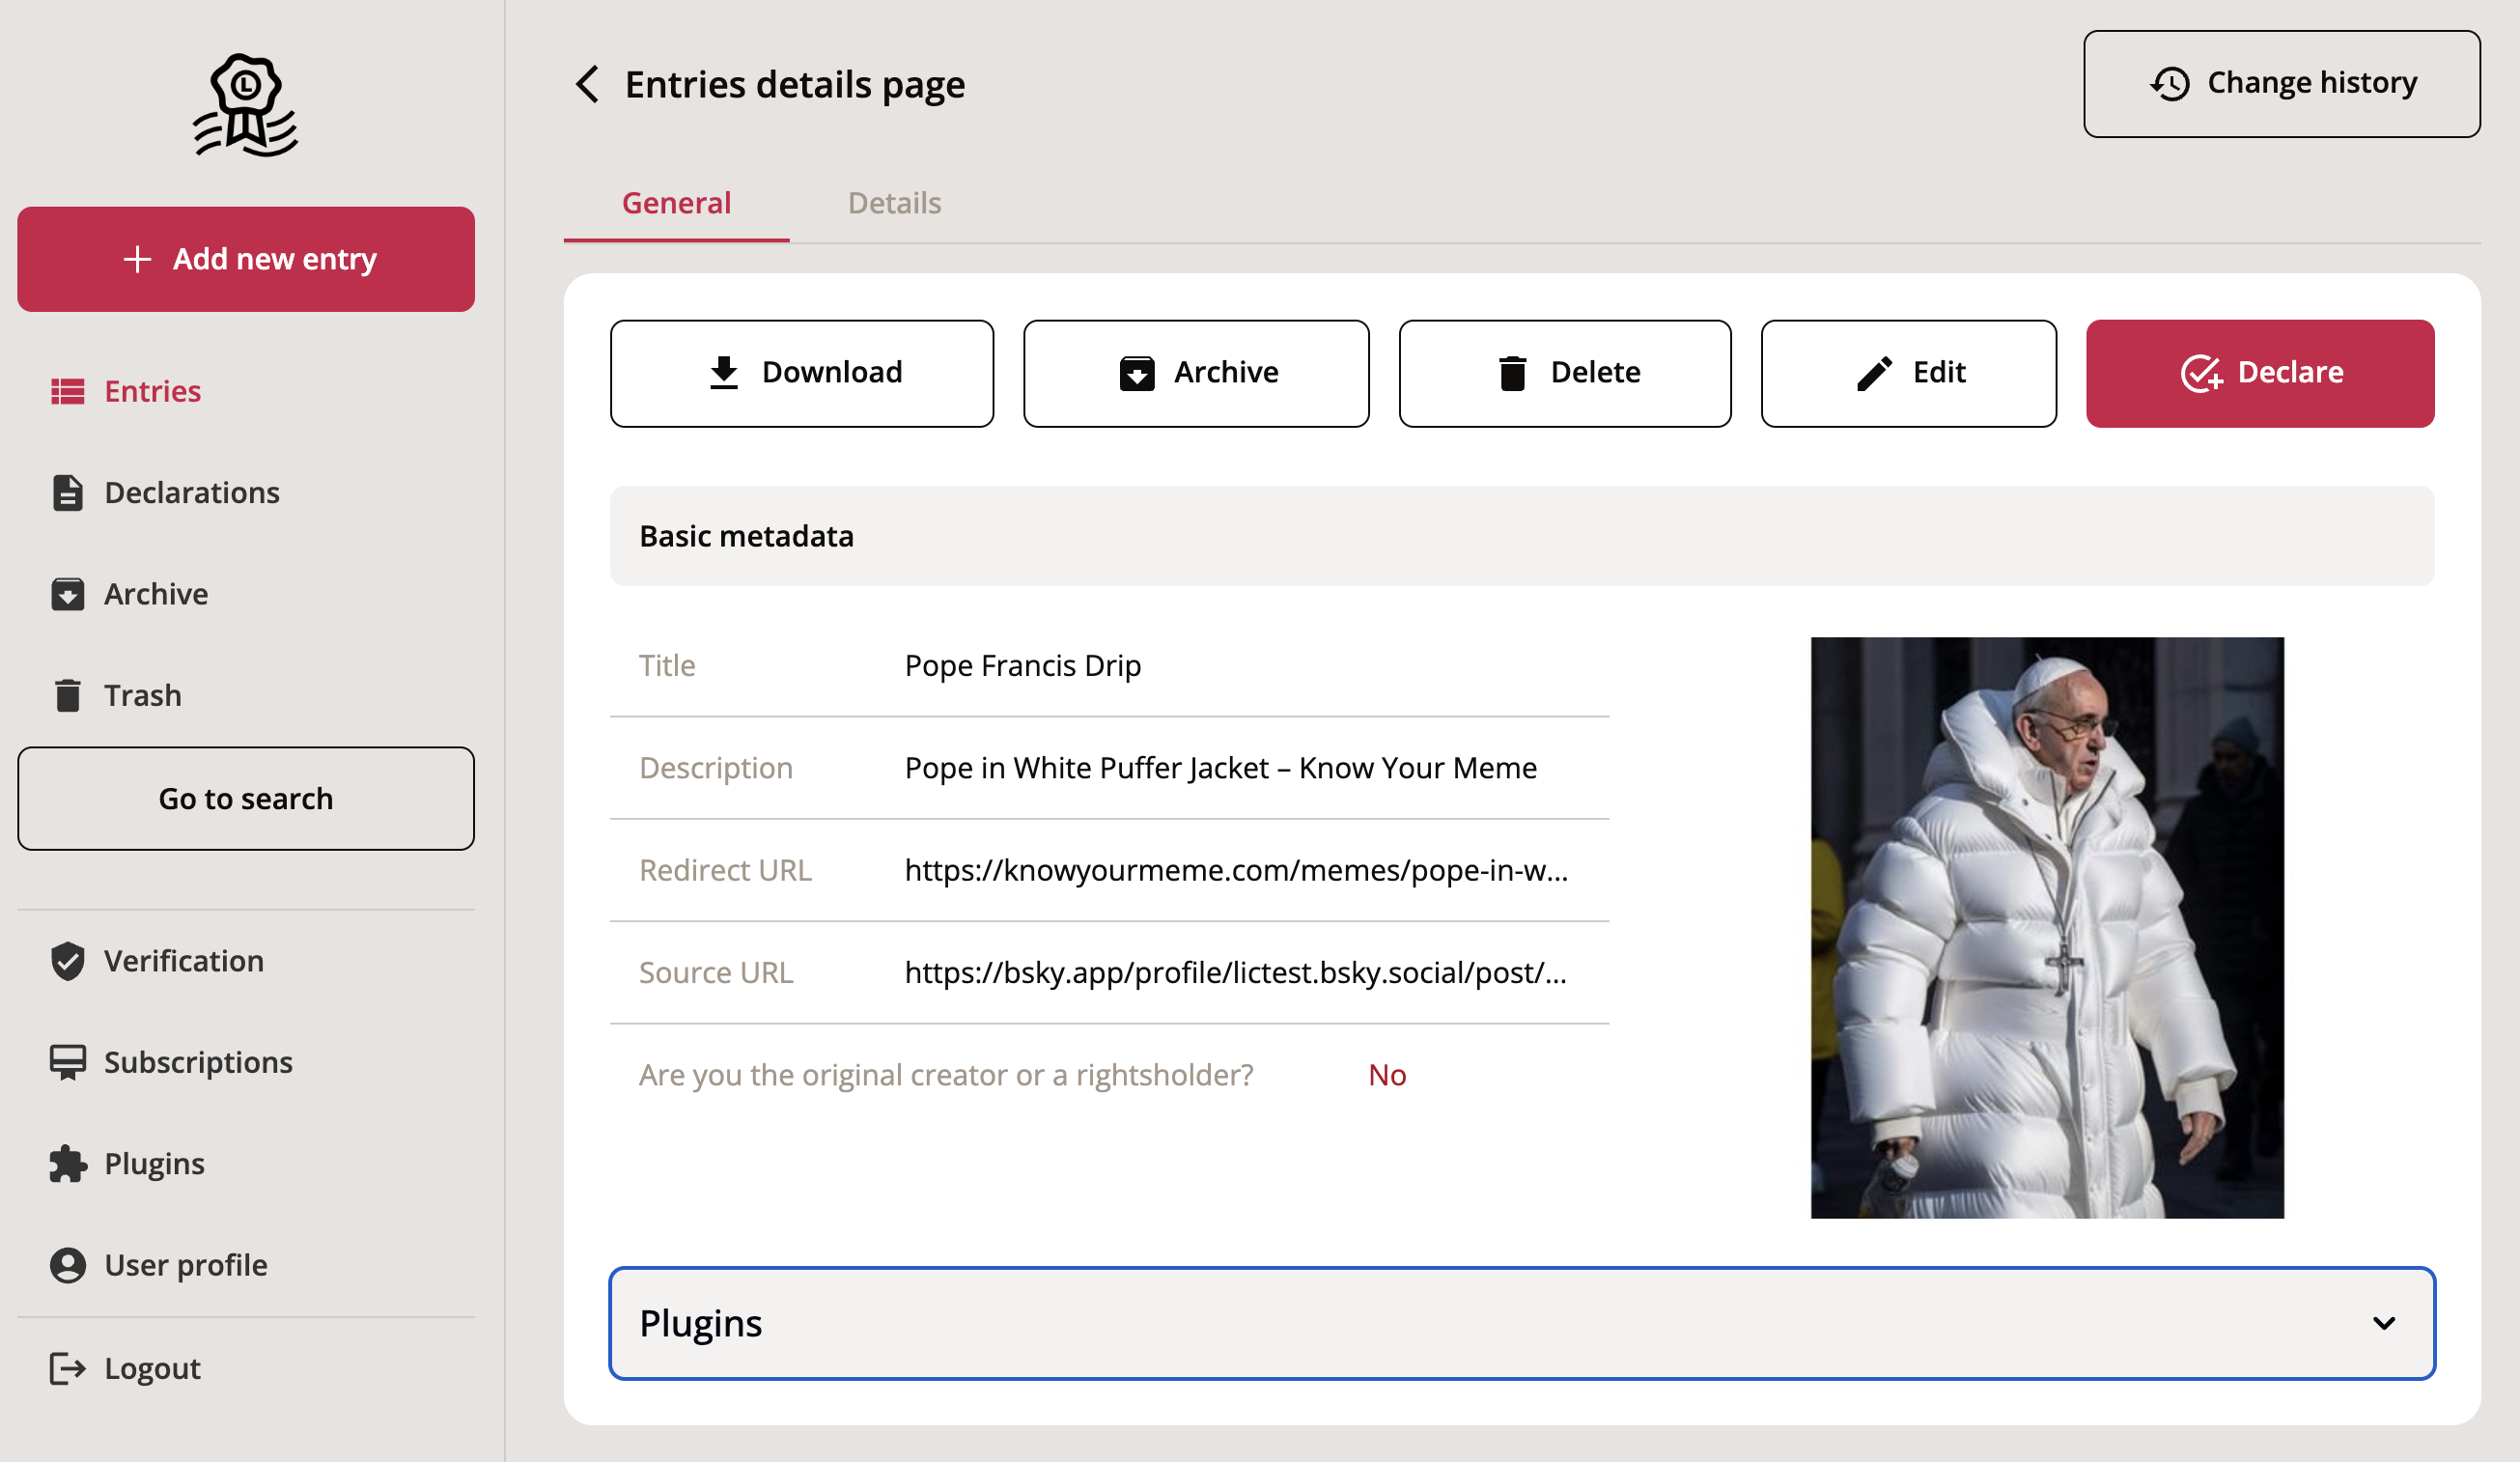 L
Add new entry
Entries
Declarations
Archive
Trash
Go to search
Verification
Subscriptions
Plugins
User profile
Logout
Entries details page
Change history
General
Details
Download
Archive
Delete
Edit
Declare
Basic metadata
Title
Pope Francis Drip
Description
Pope in White Puffer Jacket – Know Your Meme
Redirect URL
https://knowyourmeme.com/memes/pope-in-w...
Source URL
https://bsky.app/profile/lictest.bsky.social/post/...
Are you the original creator or a rightsholder?
No
Plugins